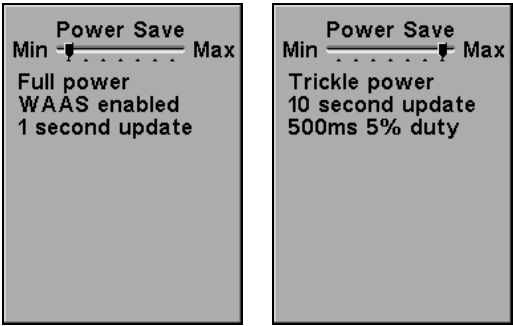 Power Save
Min Max
Full power
WAAS enabled
1 second update
Power Save
Min Max
Trickle power
10 second update
500ms 5% duty